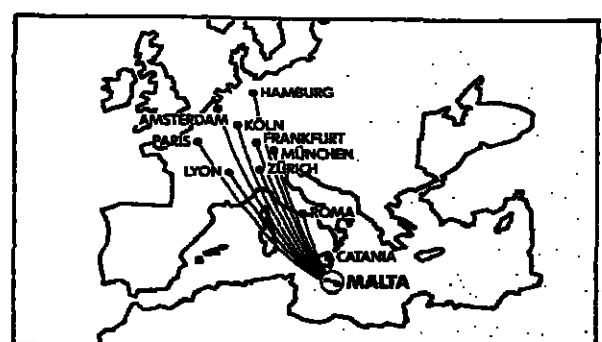 HAMBURG
AMSTERDAM
KÖLN
PARIS
FRANKFURT
MÜNCHEN
LYON
ZÜRICH
ROMA
CATANIA
MALTA